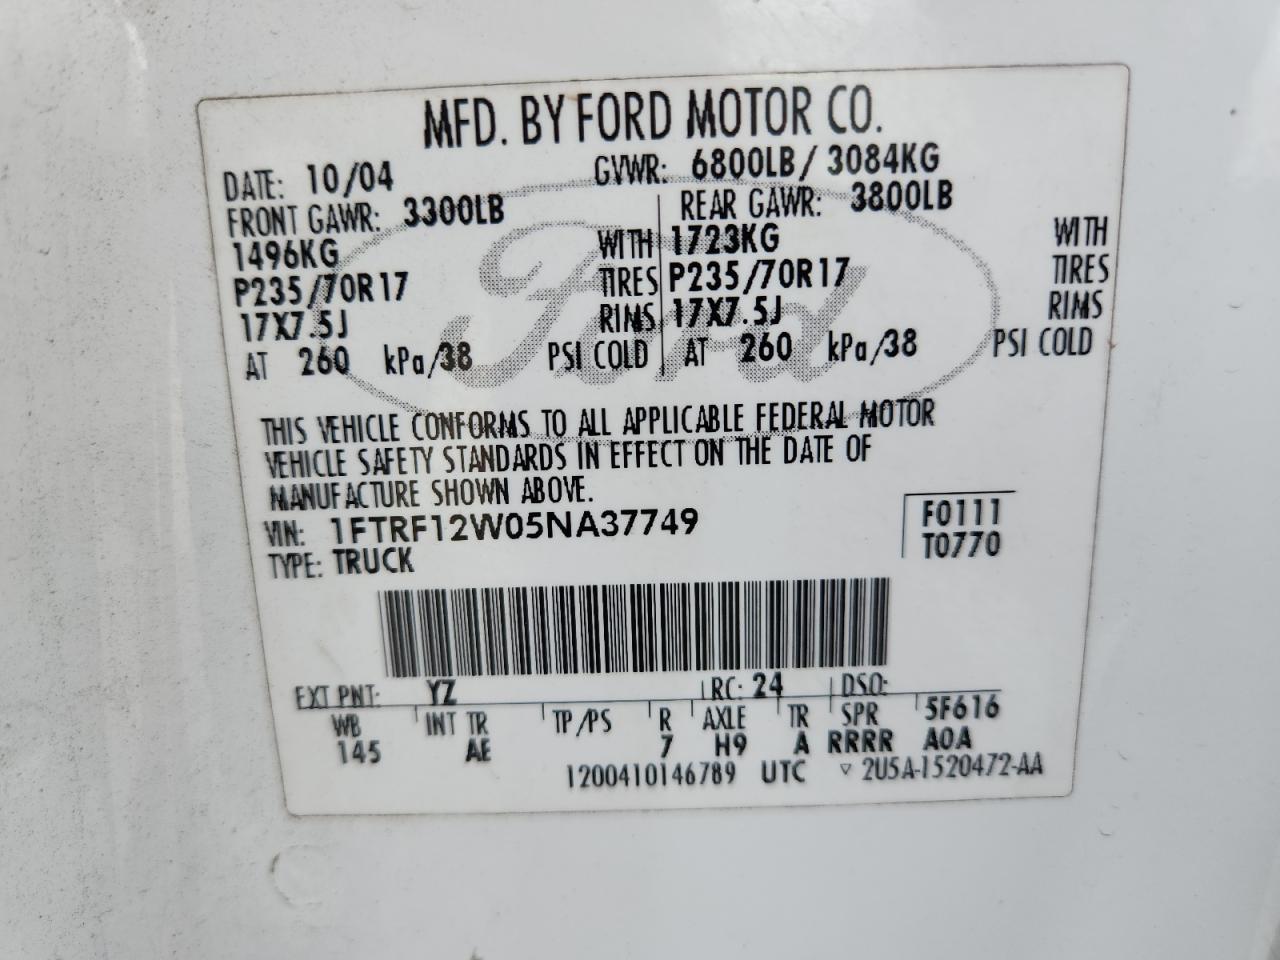 MFD. BY FORD MOTOR CO.
DATE: 10/04 GVWR: 6800LB/ 3084KG
FRONT GAWR: 3300LB REAR GAWR: 3800LB
1496KG WITH 1723KG WITH
P235/70R17 TIRES P235/70R17 TIRES
17X7.5J RIMS 17X7.5J RIMS
AT 260 kPa/38 PSI COLD AT 260 kPa/38 PSI COLD
Ford
THIS VEHICLE CONFORMS TO ALL APPLICABLE FEDERAL MOTOR
VEHICLE SAFETY STANDARDS IN EFFECT ON THE DATE OF
MANUFACTURE SHOWN ABOVE.
VIN: 1FTRF12W05NA37749 F0111
TYPE: TRUCK T0770
EXT PNT: YZ RC: 24 DSO:
WB INT TR TP/PS R AXLE TR SPR 5F616
145 AE 7 H9 A RRRR A0A
1200410146789 UTC ▽ 2U5A-1520472-AA